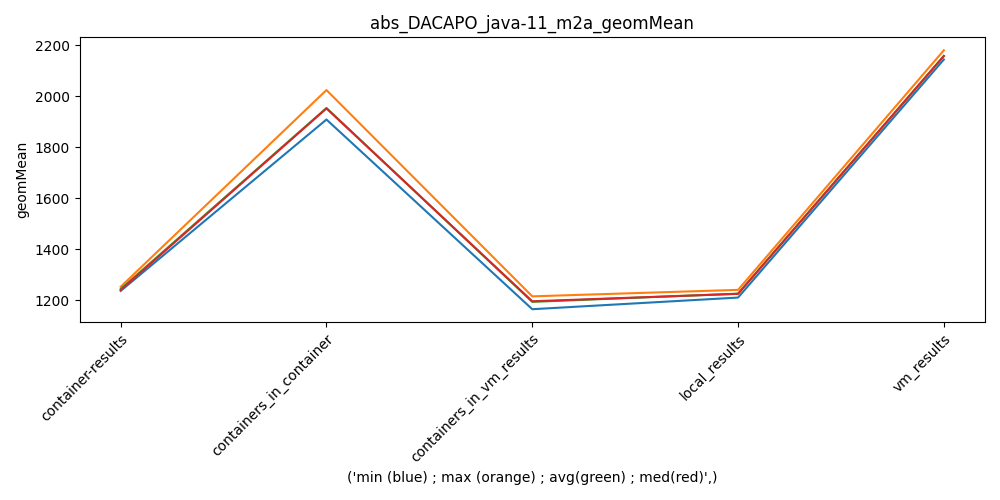 abs_DACAPO_java-11_m2a_geomMean
geomMean
2200
2000
1800
1600
1400
1200
container-results
containers_in_container
containers_in_vm_results
local_results
vm_results
('min (blue) ; max (orange) ; avg(green) ; med(red)',)